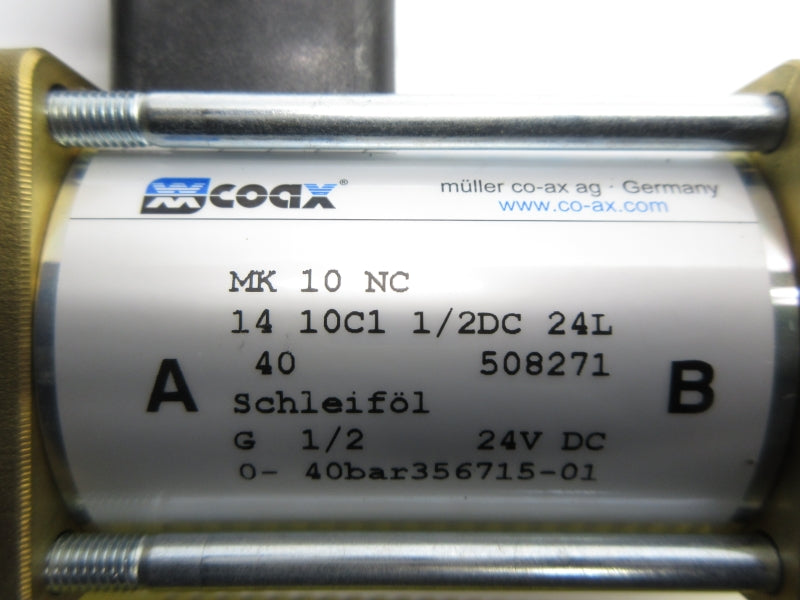 coax®
müller co-ax ag · Germany
www.co-ax.com
MK 10 NC
14 10C1 1/2DC 24L
40 508271
A B
Schleiföl
G 1/2 24V DC
0- 40bar356715-01